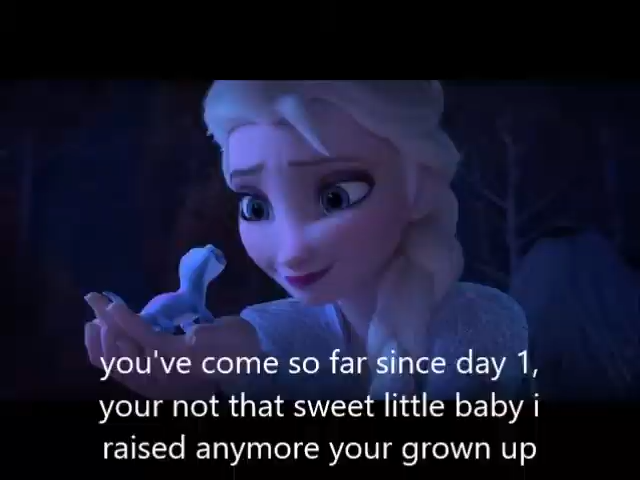 you've come so far since day 1,
your not that sweet little baby i
raised anymore your grown up